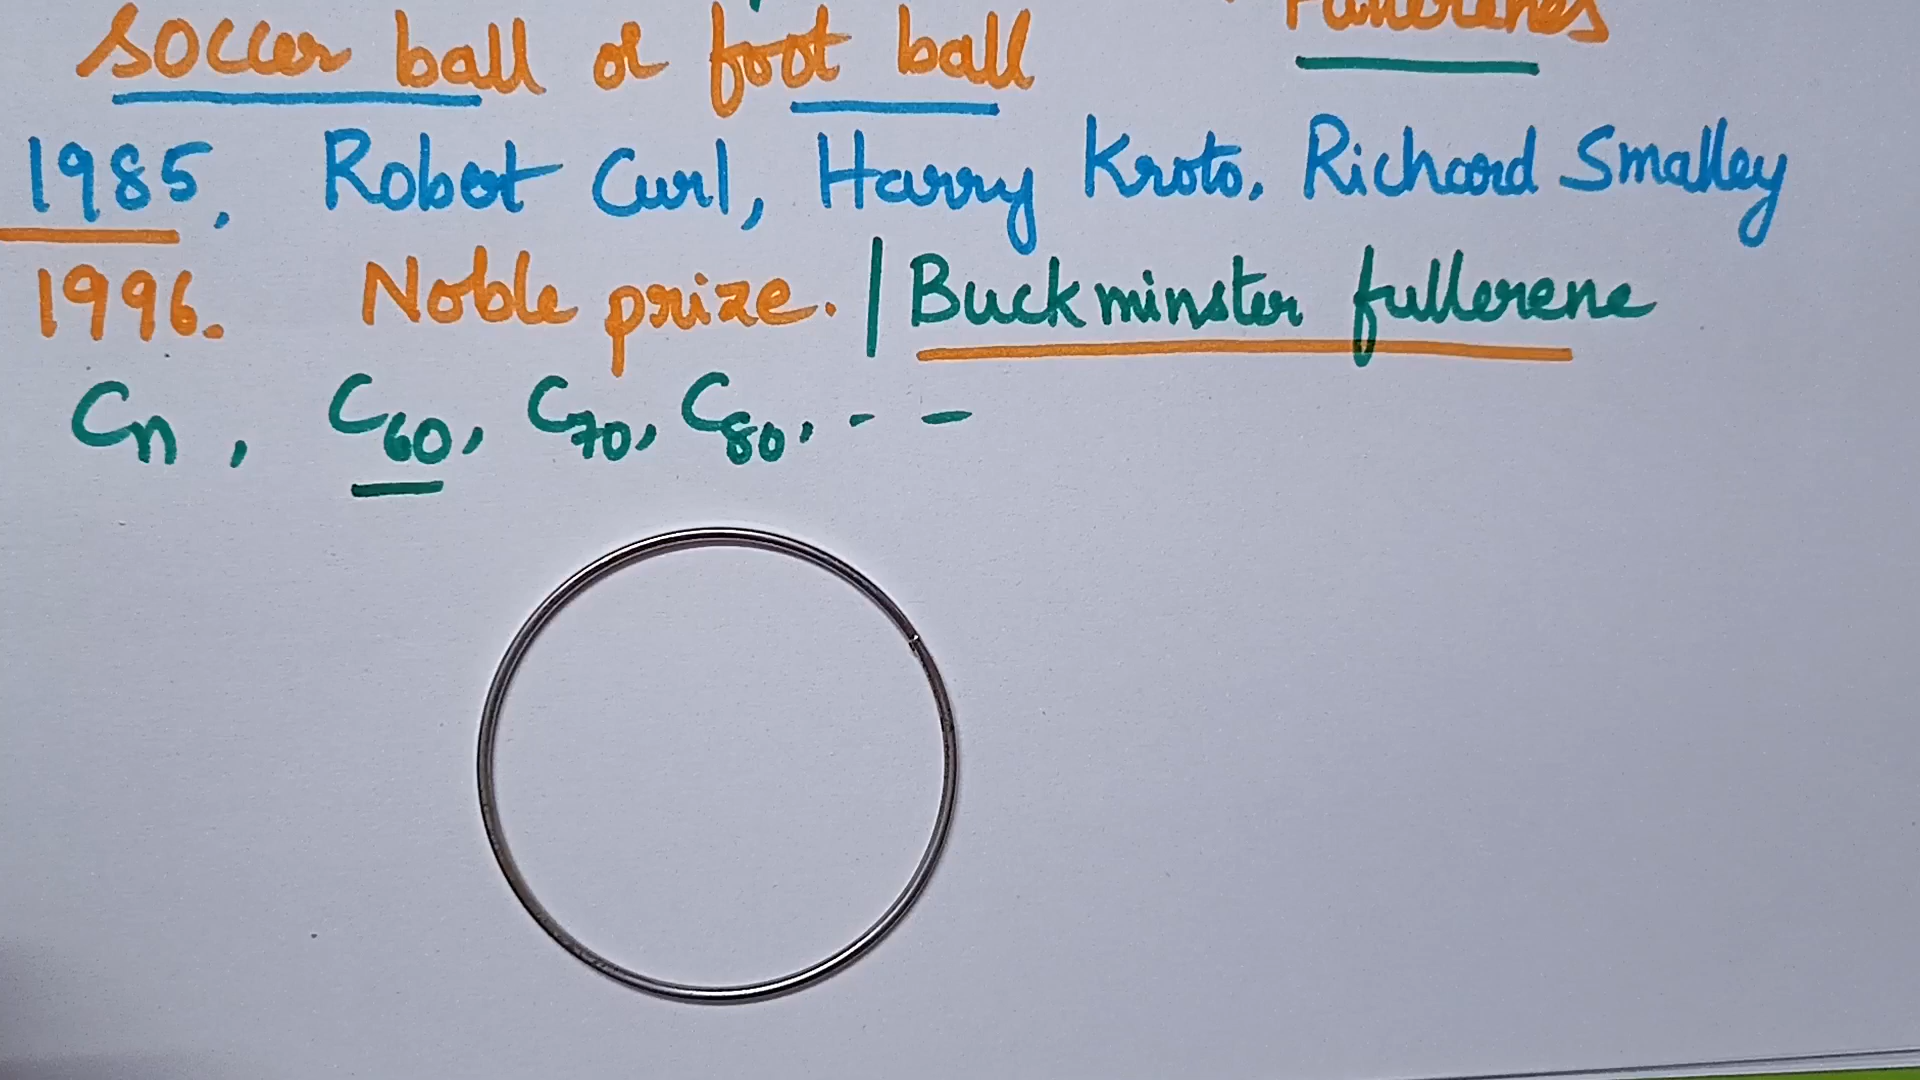 soccer ball or foot ball Fullerenes
1985, Robert Curl, Harry Kroto, Richard Smalley
1996. Noble prize. | Buckminster fullerene
Cn, C60, C70, C80, - -